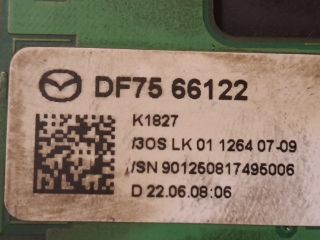 DF75 66122
K1827
/3OS LK 01 1264 07-09
/SN 901250817495006
D 22.06.08:06